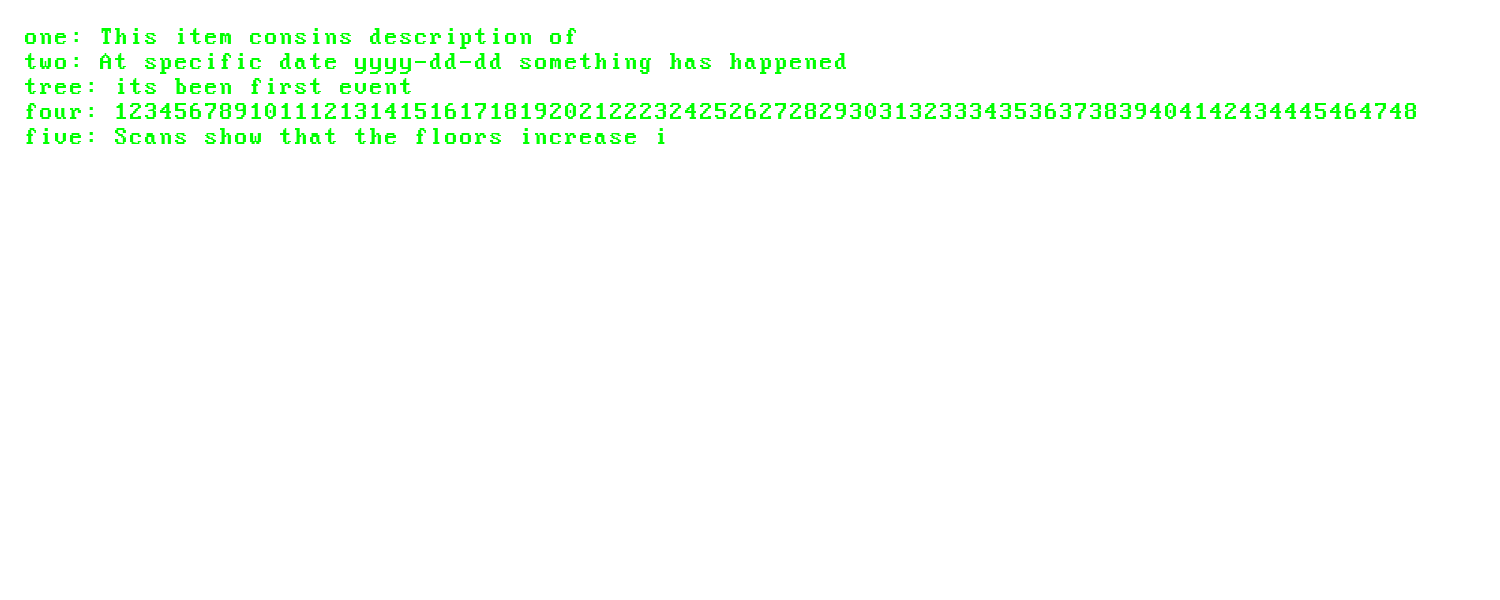 one: This item consins description of
two: At specific date yyyy-dd-dd something has happened
tree: its been first event
four: 123456789101112131415161718192021222324252627282930313233343536373839404142434445464748
five: Scans show that the floors increase i